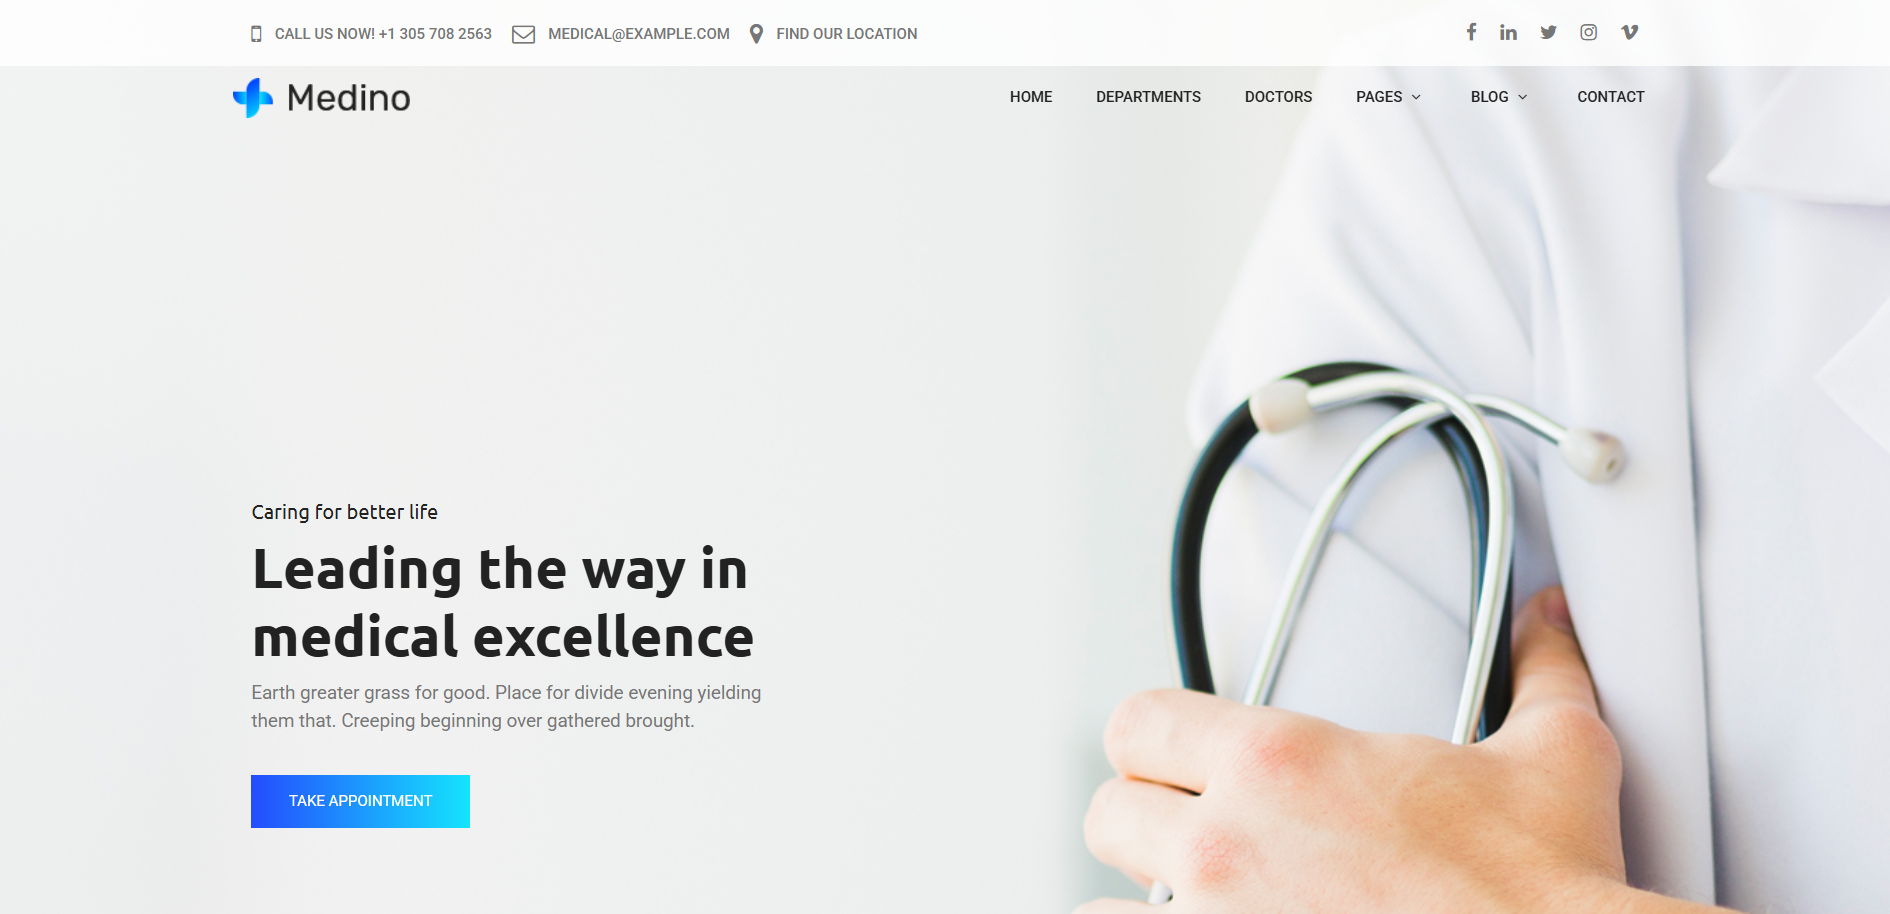 CALL US NOW! +1 305 708 2563 MEDICAL@EXAMPLE.COM FIND OUR LOCATION
Medino
HOME DEPARTMENTS DOCTORS PAGES BLOG CONTACT
Caring for better life
Leading the way in
medical excellence
Earth greater grass for good. Place for divide evening yielding
them that. Creeping beginning over gathered brought.
TAKE APPOINTMENT